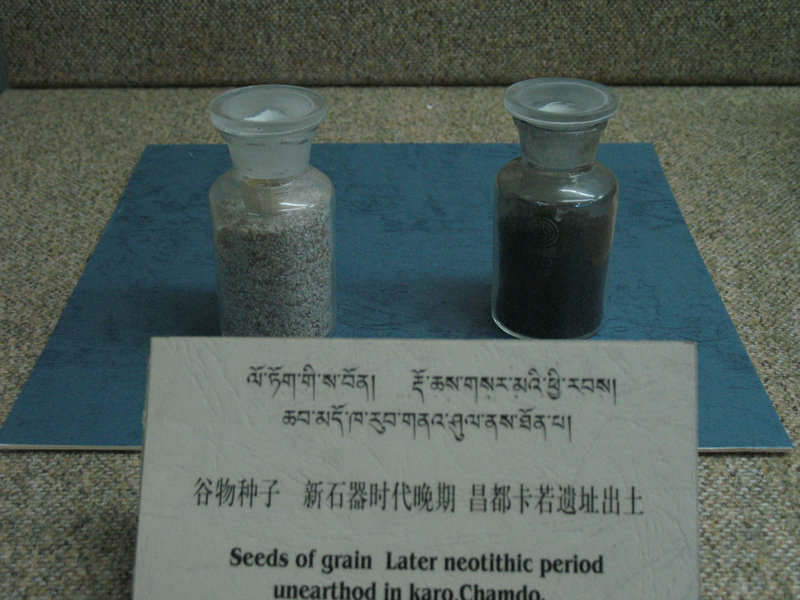 ལོ་ཏོག་གི་ས་བོན། རྡོ་ཆས་གསར་མའི་ཕྱི་རབས།
ཆབ་མདོ་ཁ་རུབ་གནའ་ཤུལ་ནས་ཐོན་པ།
谷物种子 新石器时代晚期 昌都卡若遗址出土
Seeds of grain Later neotithic period
unearthod in karo,Chamdo.